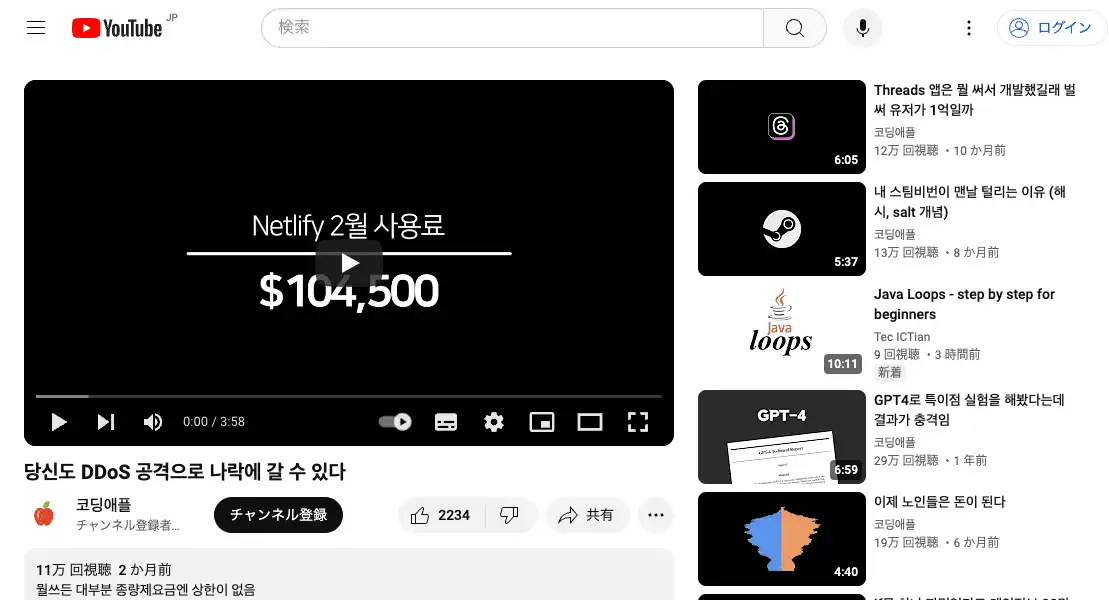 YouTube JP
検索
ログイン
Netlify 2월 사용료
$104,500
0:00 / 3:58
당신도 DDoS 공격으로 나락에 갈 수 있다
코딩애플
チャンネル登録者...
チャンネル登録
2234
共有
11万 回視聴 2 か月前
뭘쓰든 대부분 종량제요금엔 상한이 없음
6:05
Threads 앱은 뭘 써서 개발했길래 벌
써 유저가 1억일까
코딩애플
12万 回視聴 ・10 か月前
5:37
내 스팀비번이 맨날 털리는 이유 (해
시, salt 개념)
코딩애플
13万 回視聴 ・8 か月前
Java
loops
10:11
Java Loops - step by step for
beginners
Tec ICTian
9 回視聴 ・3 時間前
新着
GPT-4
GPT-4 Technical Report
6:59
GPT4로 특이점 실험을 해봤다는데
결과가 충격임
코딩애플
29万 回視聴 ・1 年前
4:40
이제 노인들은 돈이 된다
코딩애플
19万 回視聴 ・6 か月前